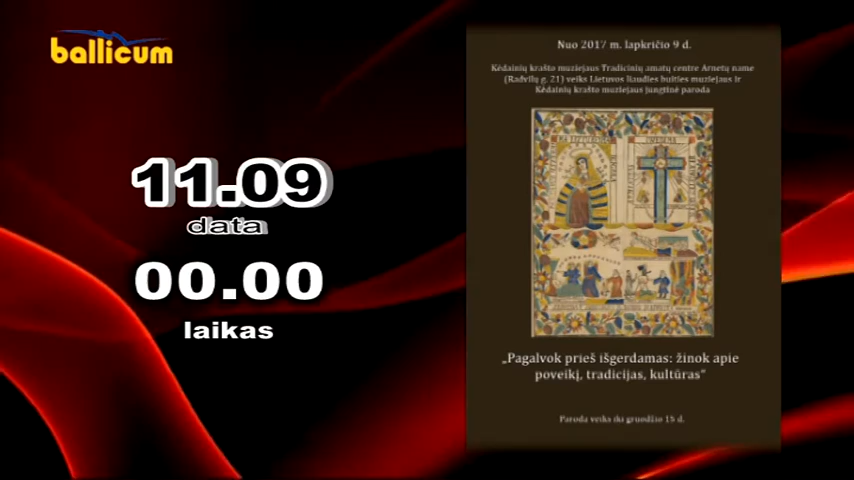 balticum
11.09
data
00.00
laikas
Nuo 2017 m. lapkričio 9 d.
Kėdainių krašto muziejaus Tradicinių amatų centre Arnetų name
(Radvilų g. 21) veiks Lietuvos liaudies buities muziejaus ir
Kėdainių krašto muziejaus jungtinė paroda
„Pagalvok prieš išgerdamas: žinok apie
poveikį, tradicijas, kultūras“
Paroda veiks iki gruodžio 15 d.